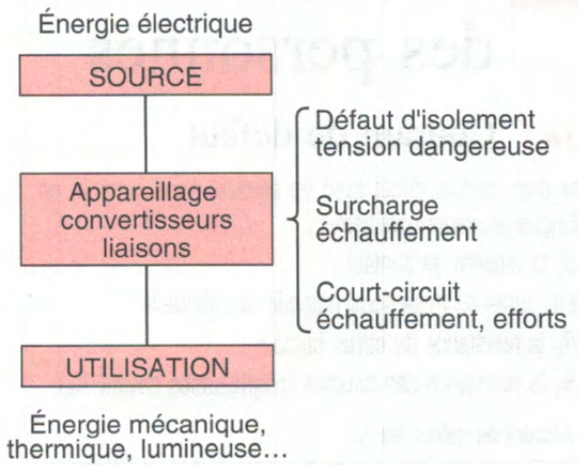 Énergie électrique
SOURCE
Appareillage
convertisseurs
liaisons
Défaut d'isolement
tension dangereuse
Surcharge
échauffement
Court-circuit
échauffement, efforts
UTILISATION
Énergie mécanique,
thermique, lumineuse…